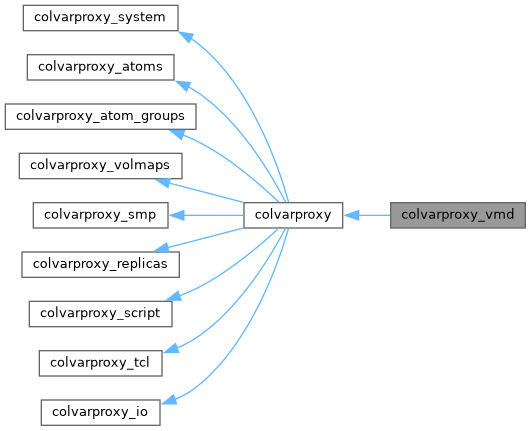 colvarproxy_system
colvarproxy_atoms
colvarproxy_atom_groups
colvarproxy_volmaps
colvarproxy_smp
colvarproxy
colvarproxy_vmd
colvarproxy_replicas
colvarproxy_script
colvarproxy_tcl
colvarproxy_io